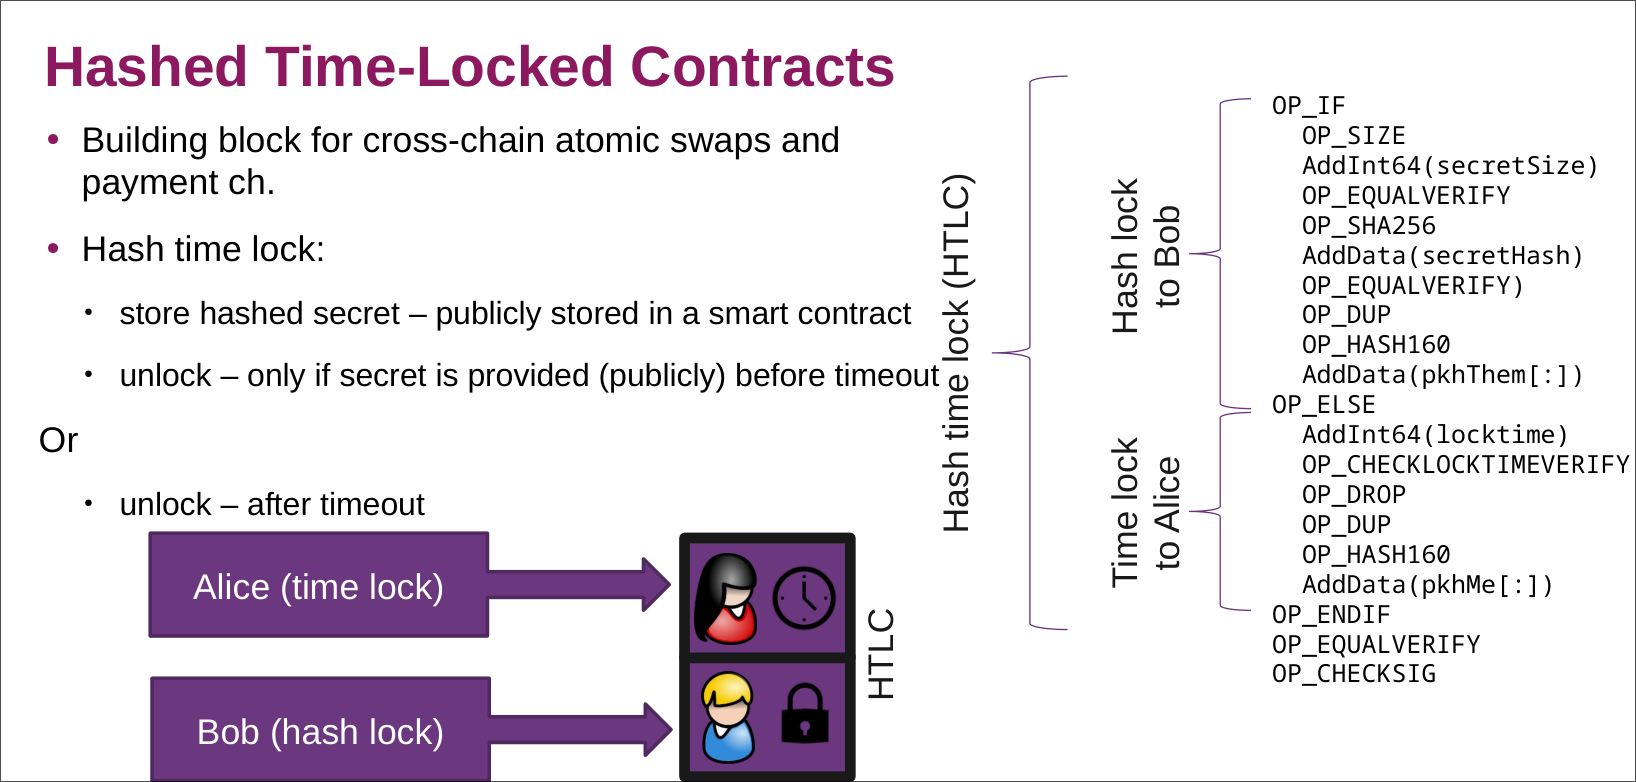 Hashed Time-Locked Contracts
• Building block for cross-chain atomic swaps and
payment ch.
• Hash time lock:
• store hashed secret – publicly stored in a smart contract
• unlock – only if secret is provided (publicly) before timeout
Or
• unlock – after timeout
Alice (time lock)
Bob (hash lock)
HTLC
Hash time lock (HTLC)
Hash lock
to Bob
Time lock
to Alice
OP_IF
OP_SIZE
AddInt64(secretSize)
OP_EQUALVERIFY
OP_SHA256
AddData(secretHash)
OP_EQUALVERIFY)
OP_DUP
OP_HASH160
AddData(pkhThem[:])
OP_ELSE
AddInt64(locktime)
OP_CHECKLOCKTIMEVERIFY
OP_DROP
OP_DUP
OP_HASH160
AddData(pkhMe[:])
OP_ENDIF
OP_EQUALVERIFY
OP_CHECKSIG